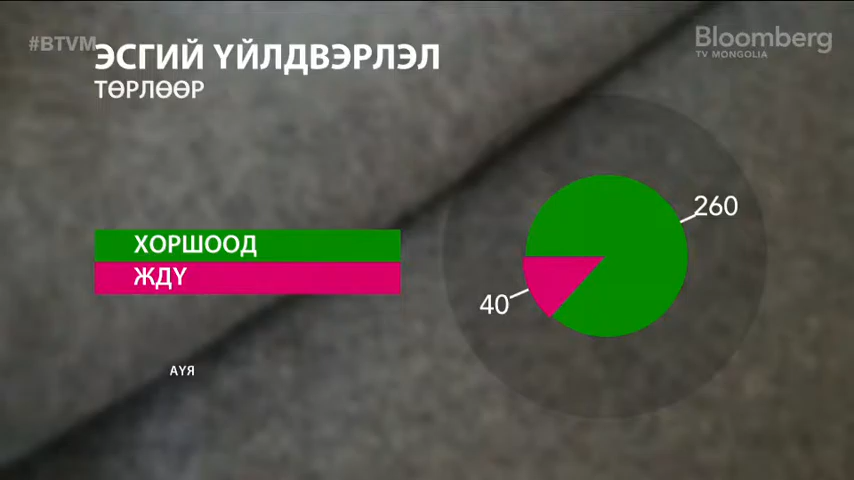 #BTVM
Bloomberg
TV MONGOLIA
ЭСГИЙ ҮЙЛДВЭРЛЭЛ
ТӨРЛӨӨР
260
ХОРШООД
ЖДҮ
40
АҮЯ